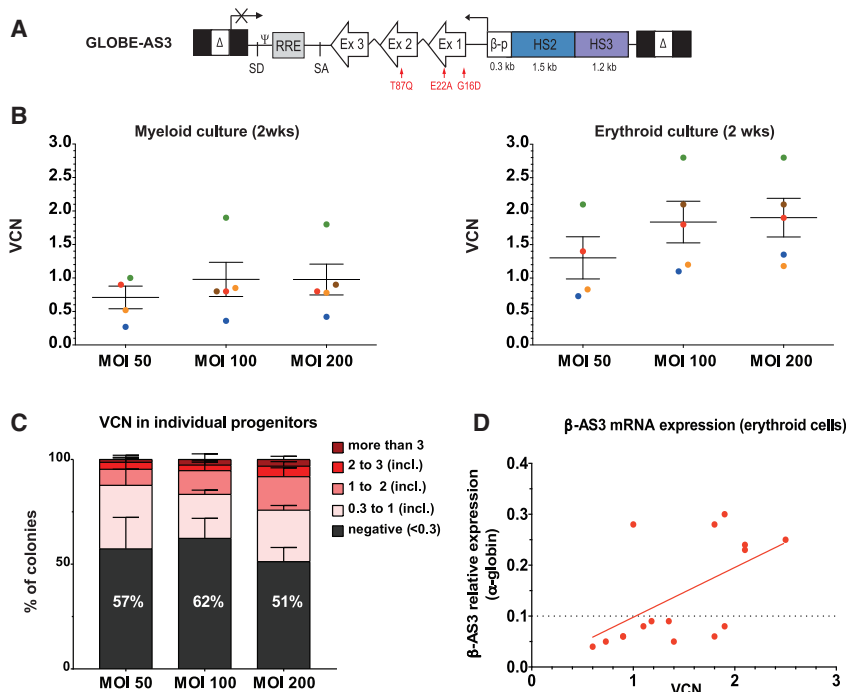 A
GLOBE-AS3
Δ
SD
Ψ
RRE
SA
Ex 3
Ex 2
Ex 1
β-p
HS2
HS3
Δ
0.3 kb
1.5 kb
1.2 kb
T87Q
E22A
G16D
B
Myeloid culture (2wks)
VCN
3.0
2.5
2.0
1.5
1.0
0.5
0.0
MOI 50
MOI 100
MOI 200
Erythroid culture (2 wks)
VCN
3.0
2.5
2.0
1.5
1.0
0.5
0.0
MOI 50
MOI 100
MOI 200
C
VCN in individual progenitors
% of colonies
100
50
0
57%
62%
51%
MOI 50
MOI 100
MOI 200
more than 3
2 to 3 (incl.)
1 to 2 (incl.)
0.3 to 1 (incl.)
negative (<0.3)
D
β-AS3 mRNA expression (erythroid cells)
β-AS3 relative expression
(α-globin)
0.4
0.3
0.2
0.1
0.0
0
1
2
3
VCN